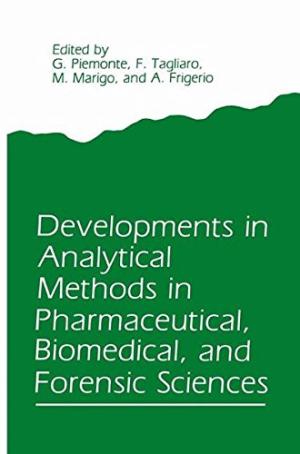 Edited by
G. Piemonte, F. Tagliaro,
M. Marigo, and A. Frigerio
Developments in
Analytical
Methods in
Pharmaceutical,
Biomedical, and
Forensic Sciences